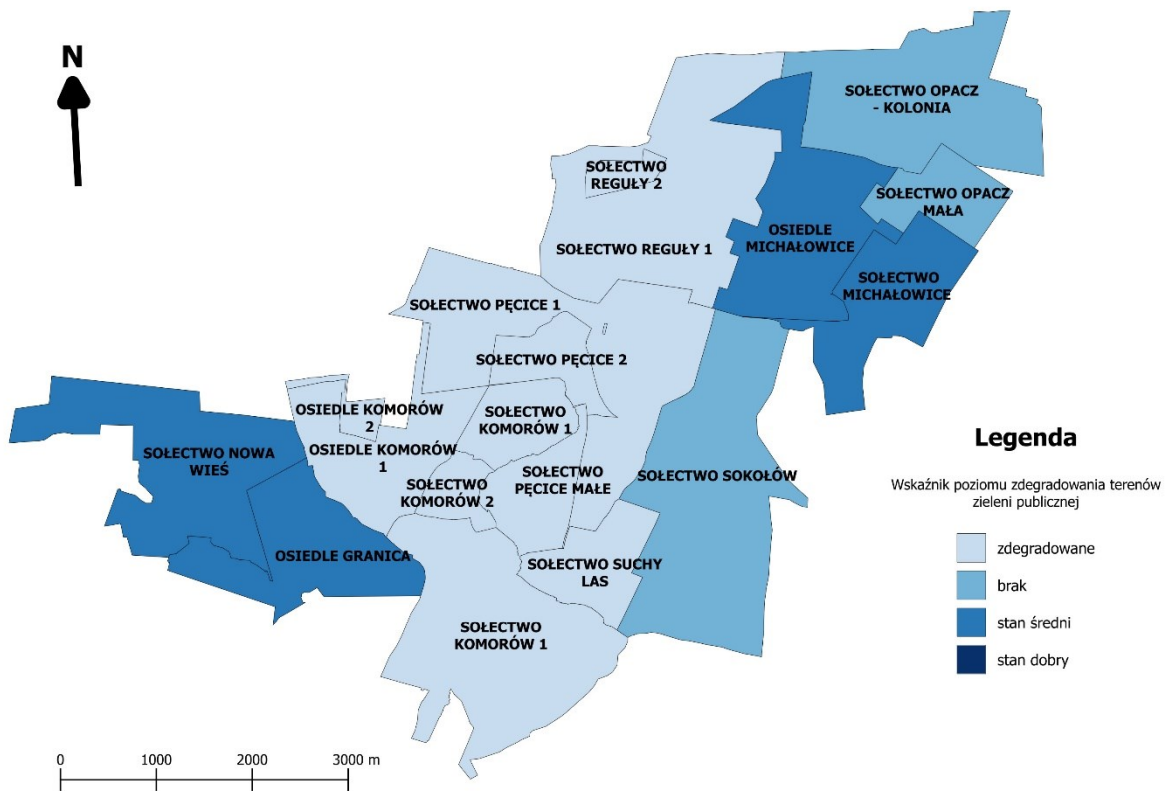 N
SOŁECTWO OPACZ
- KOLONIA
SOŁECTWO
REGUŁY 2
SOŁECTWO OPACZ
MAŁA
OSIEDLE
MICHAŁOWICE
SOŁECTWO REGUŁY 1
SOŁECTWO
MICHAŁOWICE
SOŁECTWO PĘCICE 1
SOŁECTWO PĘCICE 2
OSIEDLE KOMORÓW
2
SOŁECTWO
KOMORÓW 1
SOŁECTWO NOWA
WIEŚ
OSIEDLE KOMORÓW
1
SOŁECTWO
PĘCICE MAŁE
SOŁECTWO SOKOŁÓW
SOŁECTWO
KOMORÓW 2
OSIEDLE GRANICA
SOŁECTWO SUCHY
LAS
SOŁECTWO
KOMORÓW 1
Legenda
Wskaźnik poziomu zdegradowania terenów
zieleni publicznej
zdegradowane
brak
stan średni
stan dobry
0 1000 2000 3000 m